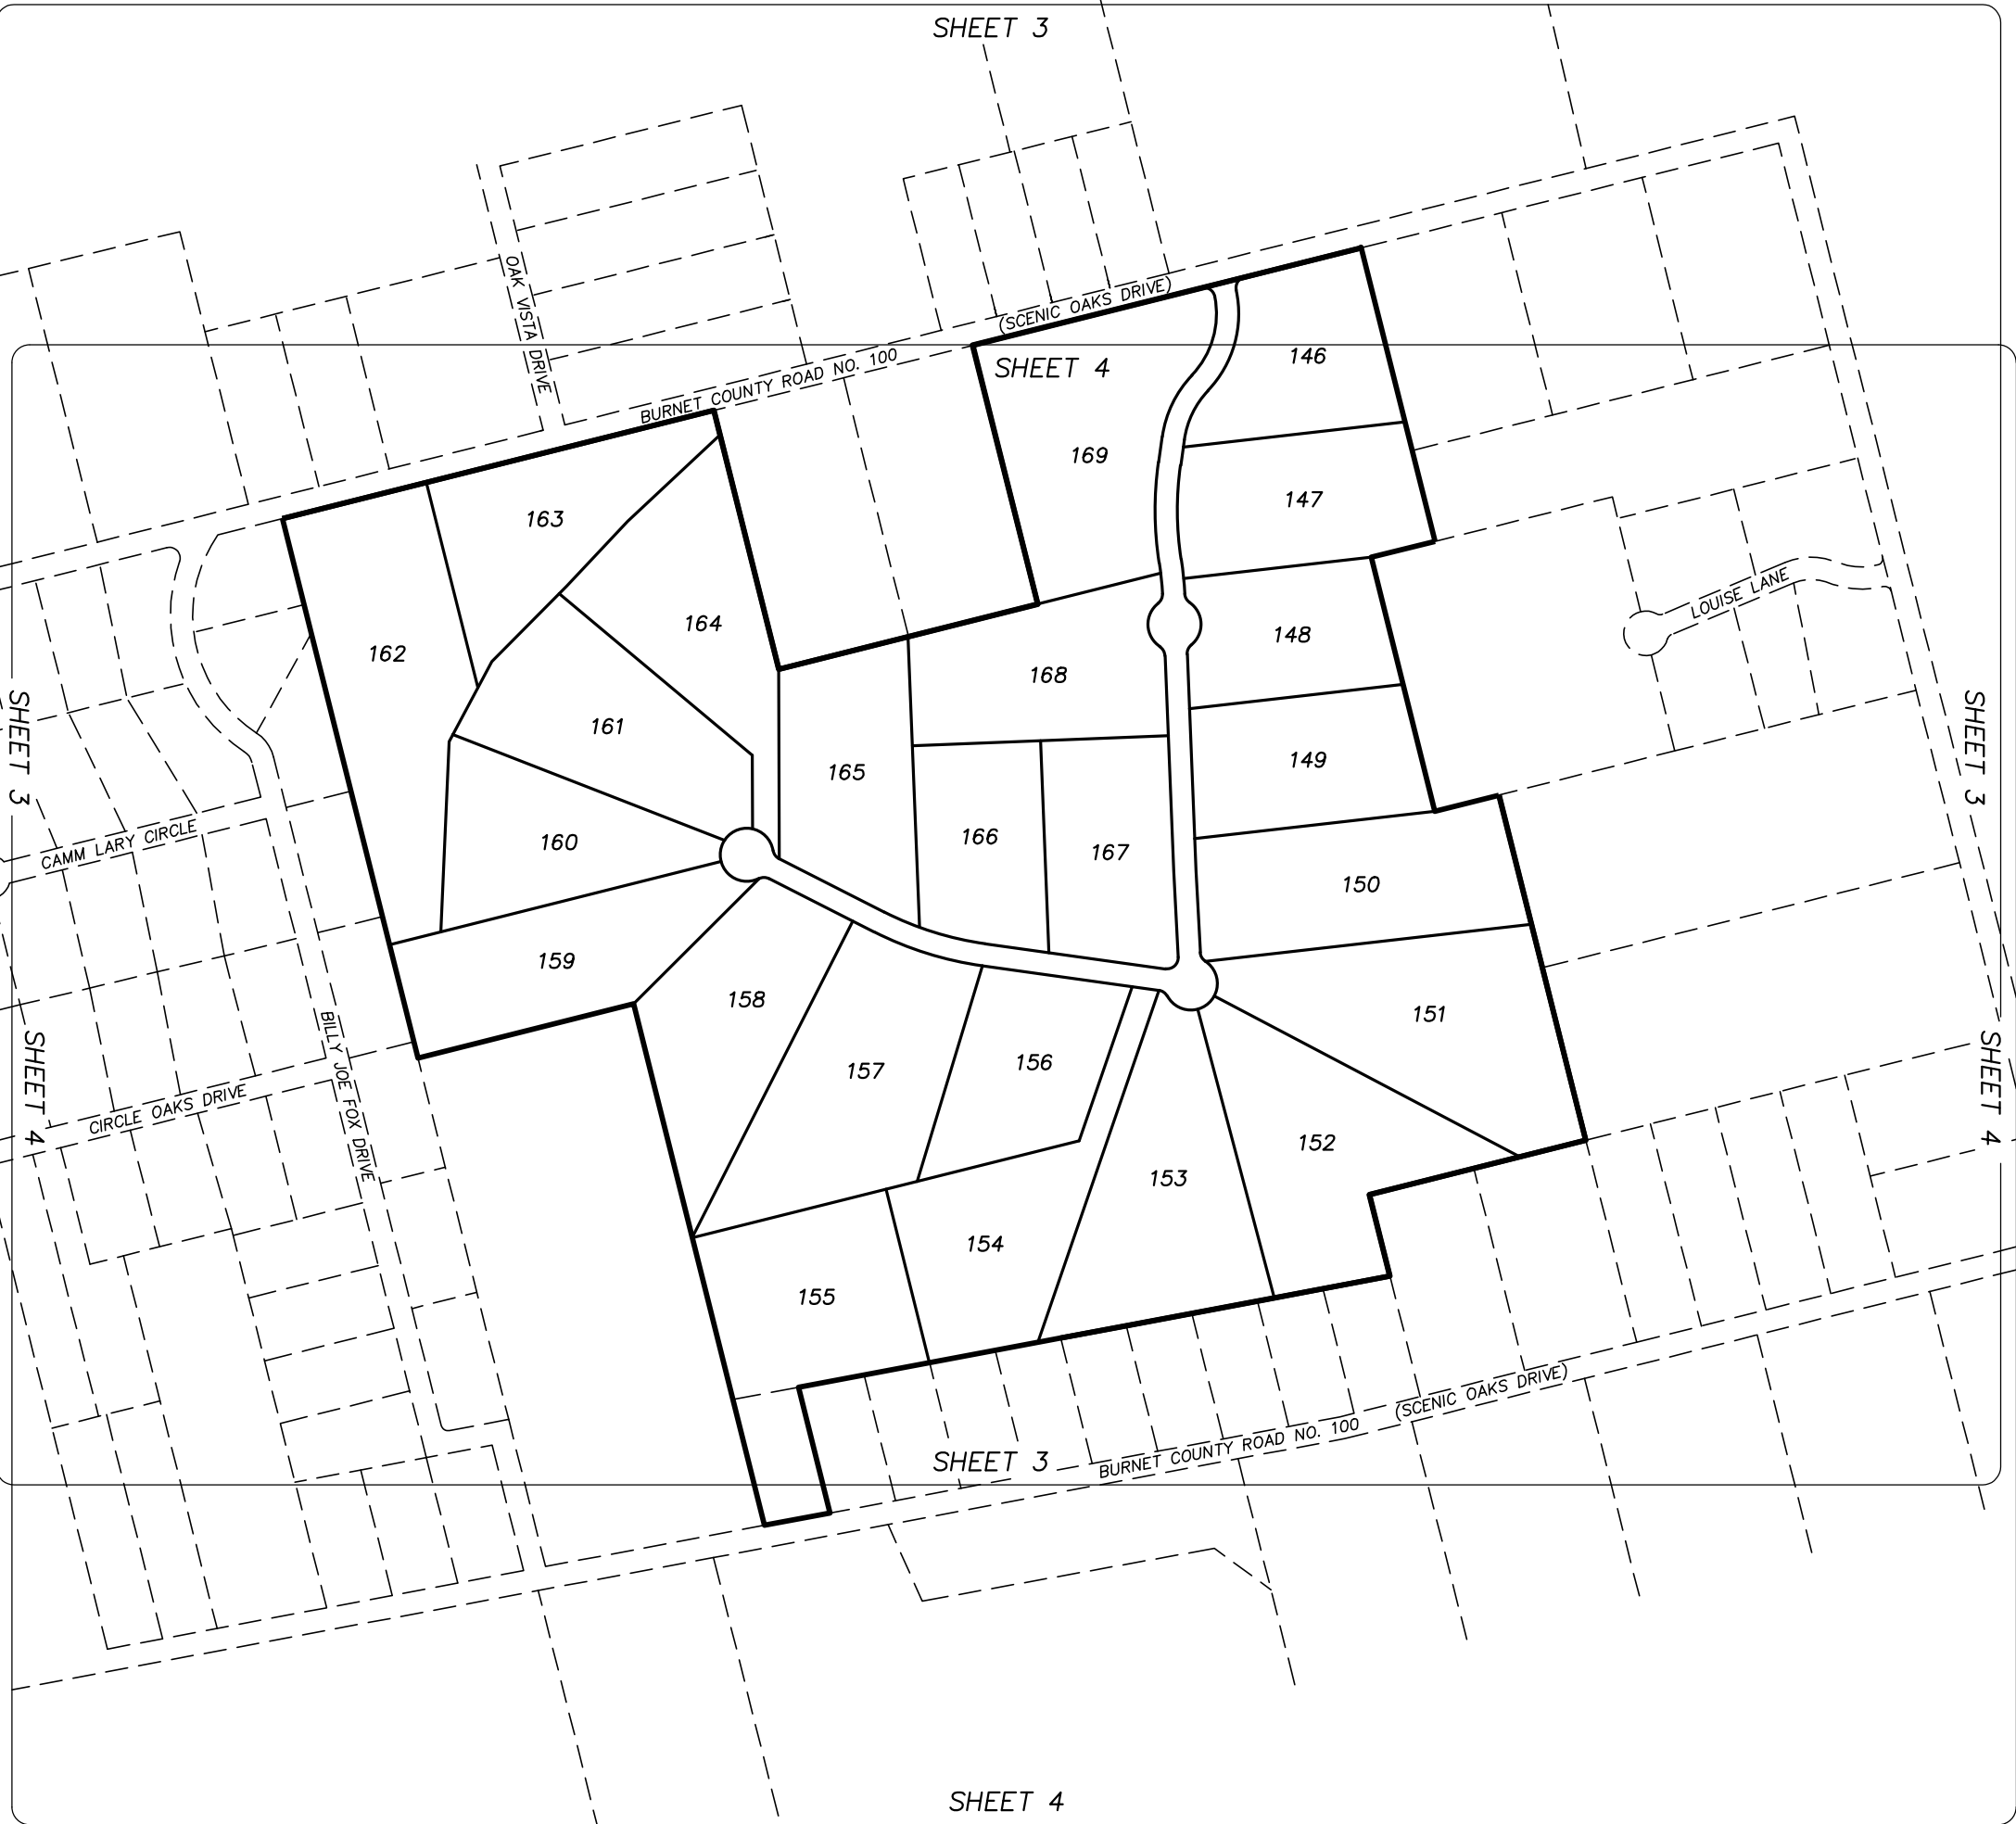 SHEET 3
OAK VISTA DRIVE
(SCENIC OAKS DRIVE)
BURNET COUNTY ROAD NO. 100
SHEET 4
146
169
147
163
164
162
148
168
161
165
149
166
167
160
150
159
158
151
157
156
152
153
154
155
LOUISE LANE
SHEET 3
SHEET 3
CAMM LARY CIRCLE
CIRCLE OAKS DRIVE
BILLY JOE FOX DRIVE
SHEET 4
SHEET 4
(SCENIC OAKS DRIVE)
BURNET COUNTY ROAD NO. 100
SHEET 3
SHEET 4